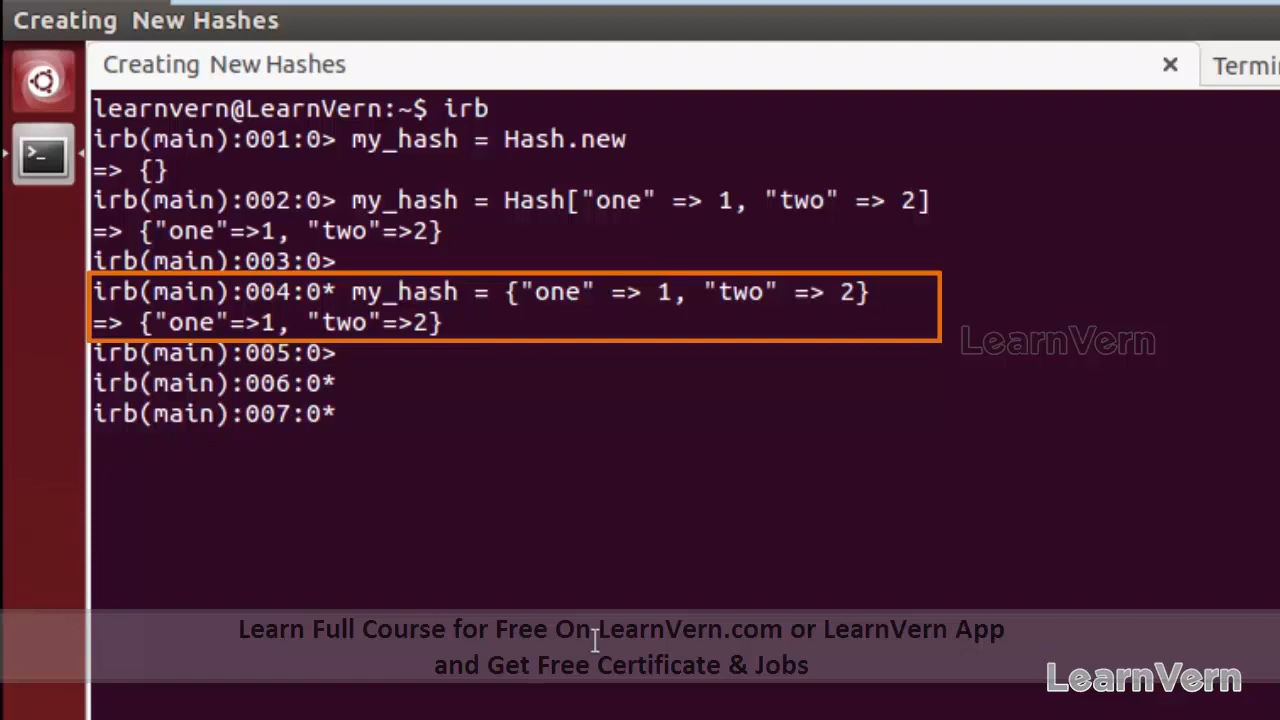 Creating New Hashes
Creating New Hashes × Termi
learnvern@LearnVern:~$ irb
irb(main):001:0> my_hash = Hash.new
=> {}
irb(main):002:0> my_hash = Hash["one" => 1, "two" => 2]
=> {"one"=>1, "two"=>2}
irb(main):003:0>
irb(main):004:0* my_hash = {"one" => 1, "two" => 2}
=> {"one"=>1, "two"=>2}
LearnVern
irb(main):005:0>
irb(main):006:0*
irb(main):007:0*
Learn Full Course for Free On LearnVern.com or LearnVern App
and Get Free Certificate & Jobs
LearnVern